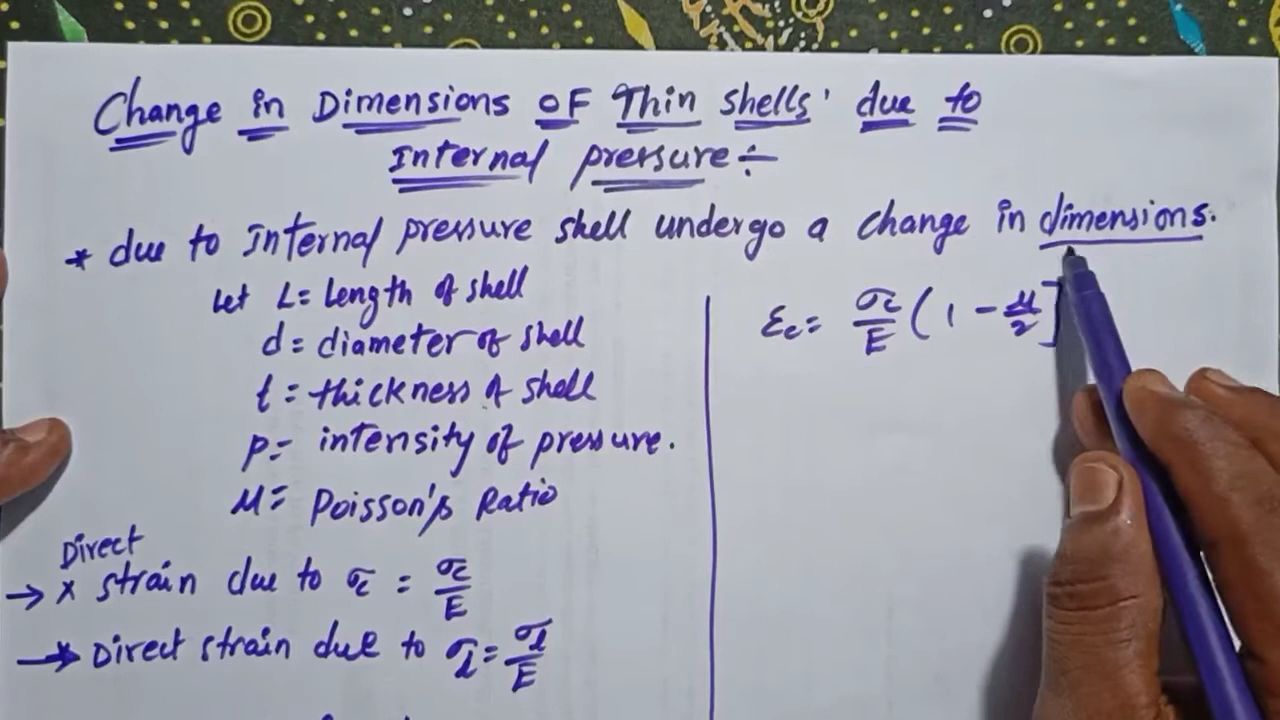 Change in Dimensions OF Thin shells' due to
Internal pressure ÷
* due to Internal pressure shell undergo a change in dimensions.
Let L = Length of shell
d = diameter of shell
t = thickness of shell
P = intensity of pressure.
μ = Poisson's Ratio
Direct
→ × strain due to σc = σc/E
→ * Direct strain due to σl = σl/E
εc = σc/E ( 1 - μ/2 ]